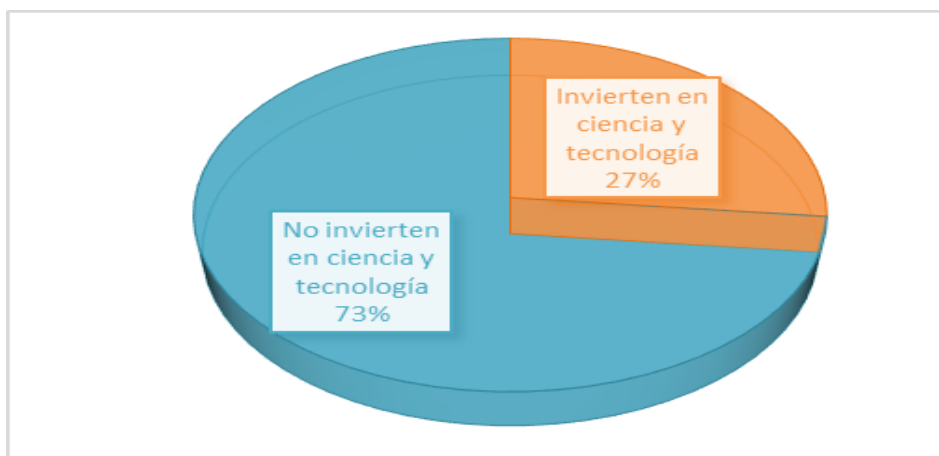 Invierten en
ciencia y
tecnología
27%
No invierten
en ciencia y
tecnología
73%